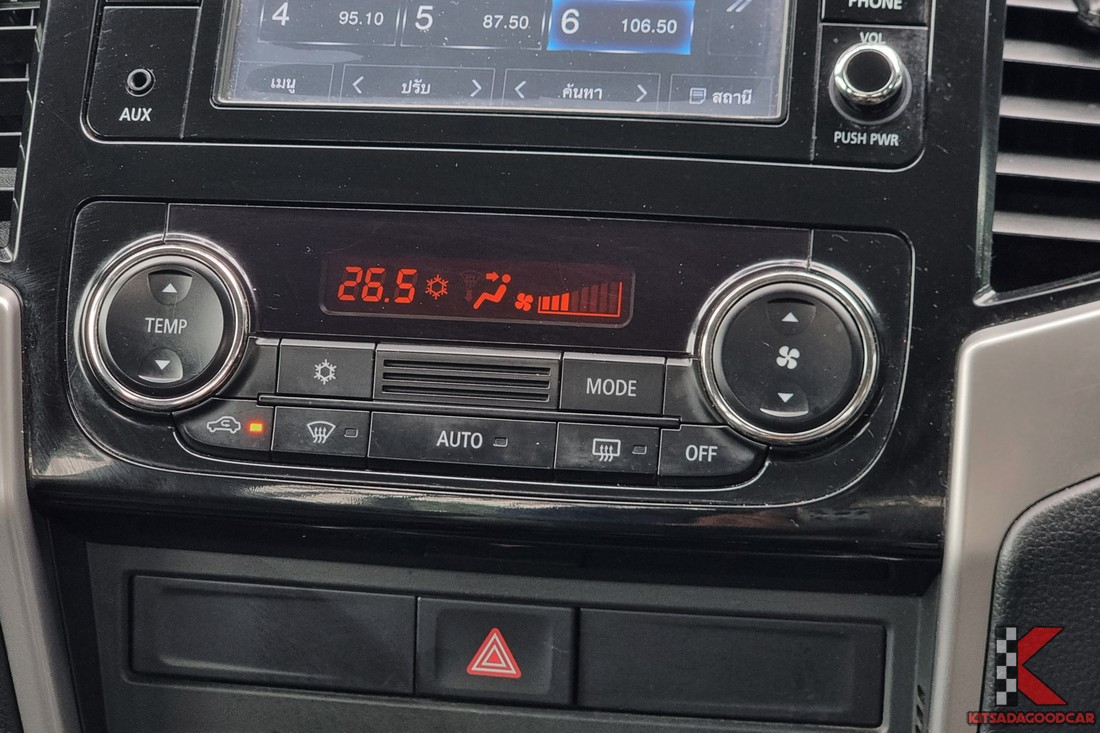 4 95.10 5 87.50 6 106.50
PHONE
เมนู < ปรับ > < ค้นหา > สถานี
VOL
AUX
PUSH PWR
26.5
TEMP
MODE
AUTO
OFF
KITSADAGOODCAR